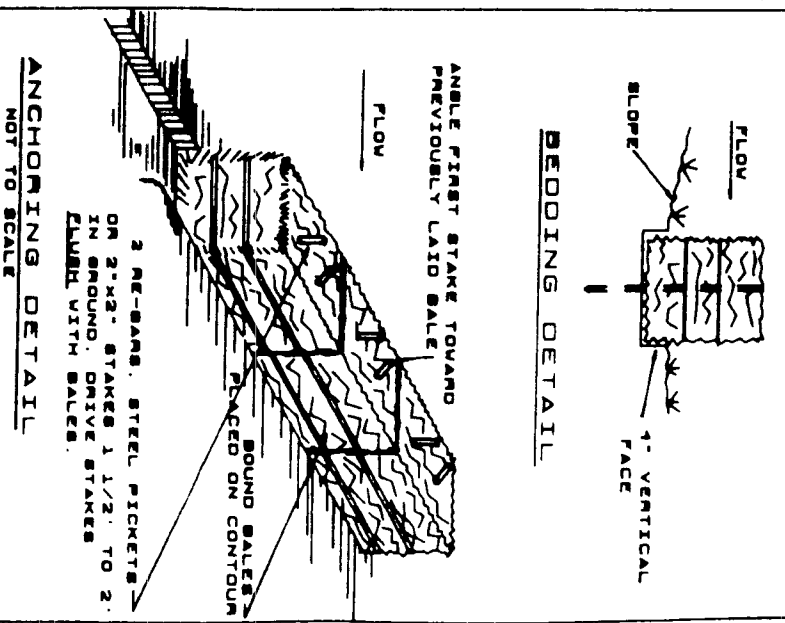 FLOW
SLOPE
4" VERTICAL
FACE
BEDDING DETAIL
ANGLE FIRST STAKE TOWARD
PREVIOUSLY LAID BALE
FLOW
BOUND BALES
PLACED ON CONTOUR
2 RE-BARS, STEEL PICKETS
OR 2"X2" STAKES 1 1/2' TO 2'
IN GROUND. DRIVE STAKES
FLUSH WITH BALES.
ANCHORING DETAIL
NOT TO SCALE